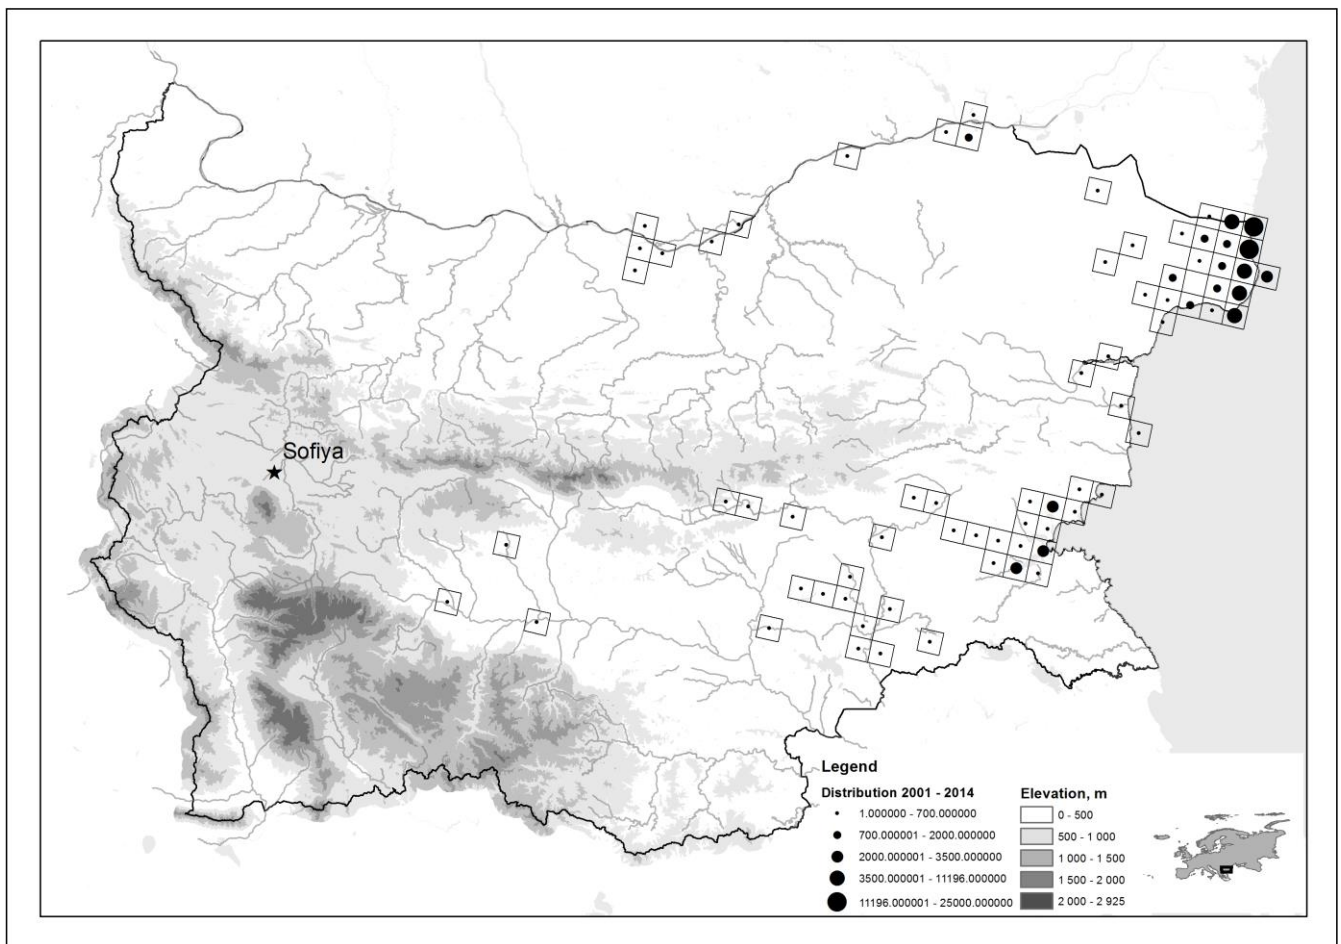 Sofiya
Legend
Distribution 2001 - 2014
1.000000 - 700.000000
700.000001 - 2000.000000
2000.000001 - 3500.000000
3500.000001 - 11196.000000
11196.000001 - 25000.000000
Elevation, m
0 - 500
500 - 1 000
1 000 - 1 500
1 500 - 2 000
2 000 - 2 925